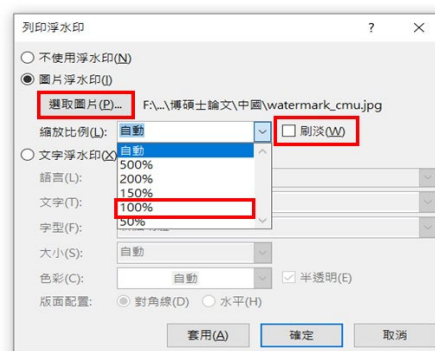 列印浮水印 ? ×
不使用浮水印(N)
圖片浮水印(I)
選取圖片(P)... F:\...\博碩士論文\中國\watermark_cmu.jpg
縮放比例(L): 自動 刷淡(W)
文字浮水印(X) 自動
500%
語言(L):
200%
150%
文字(T):
100%
字型(F):
50%
大小(S): 自動
色彩(C): 自動 半透明(E)
版面配置: 對角線(D) 水平(H)
套用(A) 確定 取消